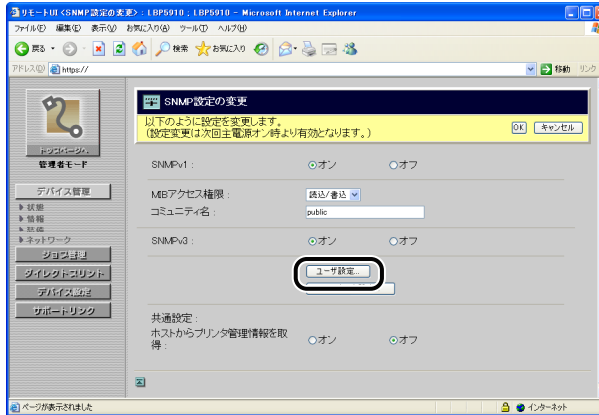 リモートUI <SNMP設定の変更> : LBP5910 ; LBP5910 - Microsoft Internet Explorer
ファイル(F) 編集(E) 表示(V) お気に入り(A) ツール(T) ヘルプ(H)
戻る 検索 お気に入り
アドレス(D) https:// 移動 リンク
SNMP設定の変更
以下のように設定を変更します。
(設定変更は次回主電源オン時より有効となります。)
OK キャンセル
トップページへ
管理者モード
デバイス管理
状態
情報
ネットワーク
ジョブ管理
ダイレクトプリント
デバイス設定
サポートリンク
SNMPv1 : オン オフ
MIBアクセス権限 : 読込/書込
コミュニティ名 : public
SNMPv3 : オン オフ
ユーザ設定...
共通設定 :
ホストからプリンタ管理情報を取
得 : オン オフ
ページが表示されました インターネット